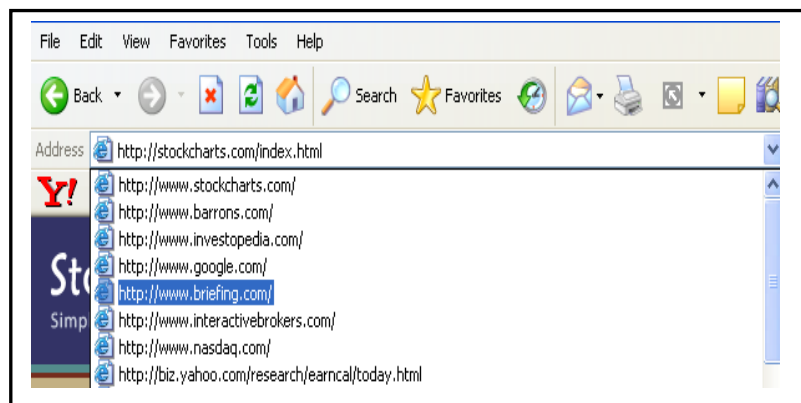 File Edit View Favorites Tools Help
Back Search Favorites
Address http://stockcharts.com/index.html
Y! http://www.stockcharts.com/
http://www.barrons.com/
http://www.investopedia.com/
Sto http://www.google.com/
http://www.briefing.com/
Simp http://www.interactivebrokers.com/
http://www.nasdaq.com/
http://biz.yahoo.com/research/earncal/today.html